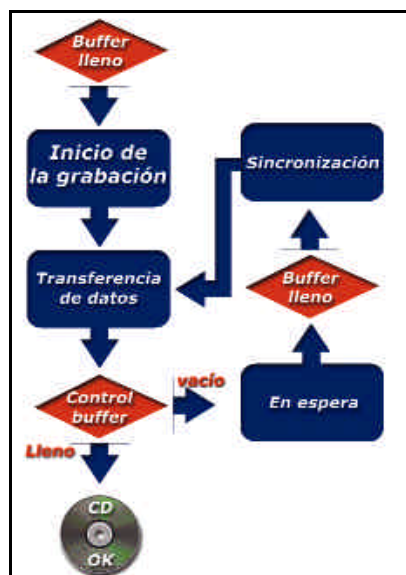 Buffer
lleno
Inicio de
la grabación
Sincronización
Transferencia
de datos
Buffer
lleno
Control
buffer
vacío
En espera
Lleno
CD
OK